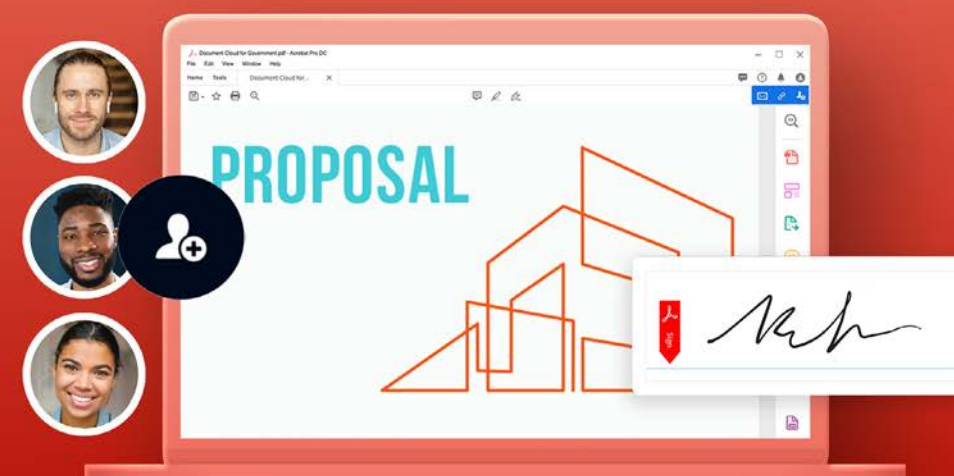 Document Cloud for Government.pdf - Acrobat Pro DC
File Edit View Window Help
Home Tools Document Cloud for...
PROPOSAL
Sign